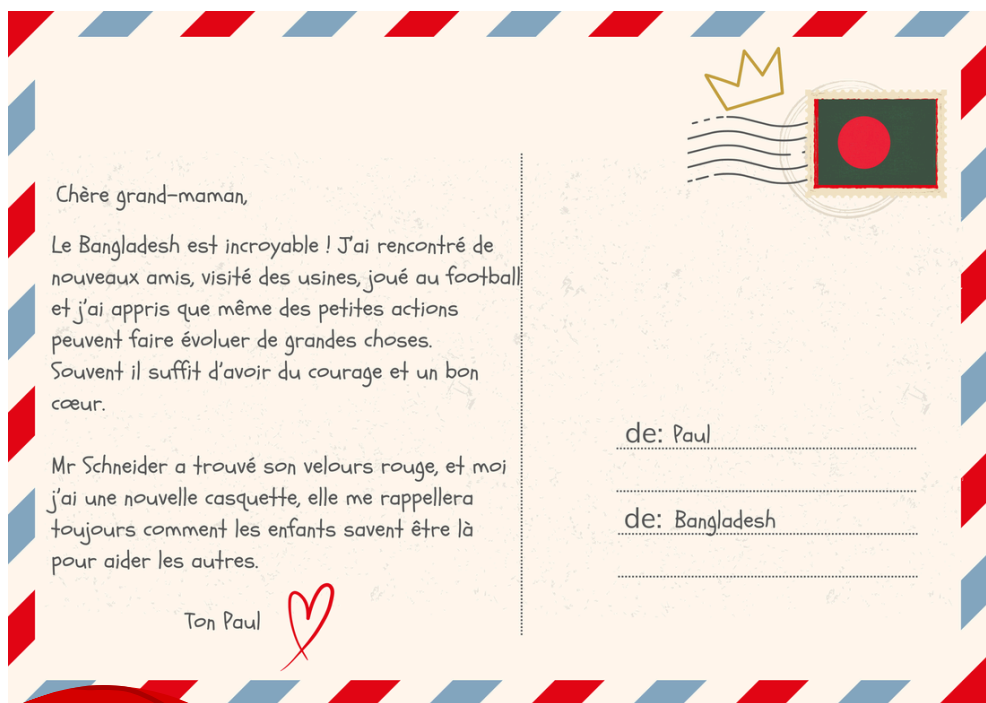 Chère grand-maman,
Le Bangladesh est incroyable ! J'ai rencontré de
nouveaux amis, visité des usines, joué au football
et j'ai appris que même des petites actions
peuvent faire évoluer de grandes choses.
Souvent il suffit d'avoir du courage et un bon
cœur.
Mr Schneider a trouvé son velours rouge, et moi
j'ai une nouvelle casquette, elle me rappellera
toujours comment les enfants savent être là
pour aider les autres.
Ton Paul
de: Paul
de: Bangladesh